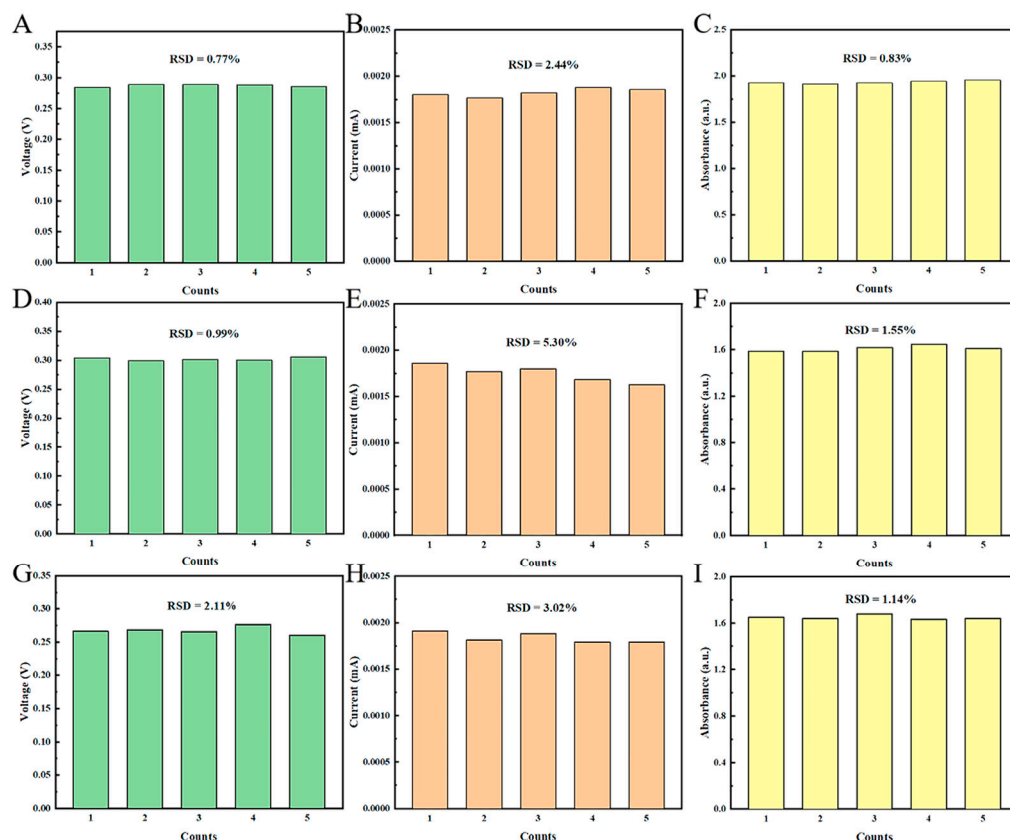 A
0.35
0.30
0.25
0.20
0.15
0.10
0.05
0.00
Voltage (V)
RSD = 0.77%
1 2 3 4 5
Counts
B
0.0025
0.0020
0.0015
0.0010
0.0005
0.0000
Current (mA)
RSD = 2.44%
1 2 3 4 5
Counts
C
2.5
2.0
1.5
1.0
0.5
0.0
Absorbance (a.u.)
RSD = 0.83%
1 2 3 4 5
Counts
D
0.40
0.35
0.30
0.25
0.20
0.15
0.10
0.05
0.00
Voltage (V)
RSD = 0.99%
1 2 3 4 5
Counts
E
0.0025
0.0020
0.0015
0.0010
0.0005
0.0000
Current (mA)
RSD = 5.30%
1 2 3 4 5
Counts
F
2.0
1.6
1.2
0.8
0.4
0.0
Absorbance (a.u.)
RSD = 1.55%
1 2 3 4 5
Counts
G
0.35
0.30
0.25
0.20
0.15
0.10
0.05
0.00
Voltage (V)
RSD = 2.11%
1 2 3 4 5
Counts
H
0.0025
0.0020
0.0015
0.0010
0.0005
0.0000
Current (mA)
RSD = 3.02%
1 2 3 4 5
Counts
I
2.0
1.6
1.2
0.8
0.4
0.0
Absorbance (a.u.)
RSD = 1.14%
1 2 3 4 5
Counts